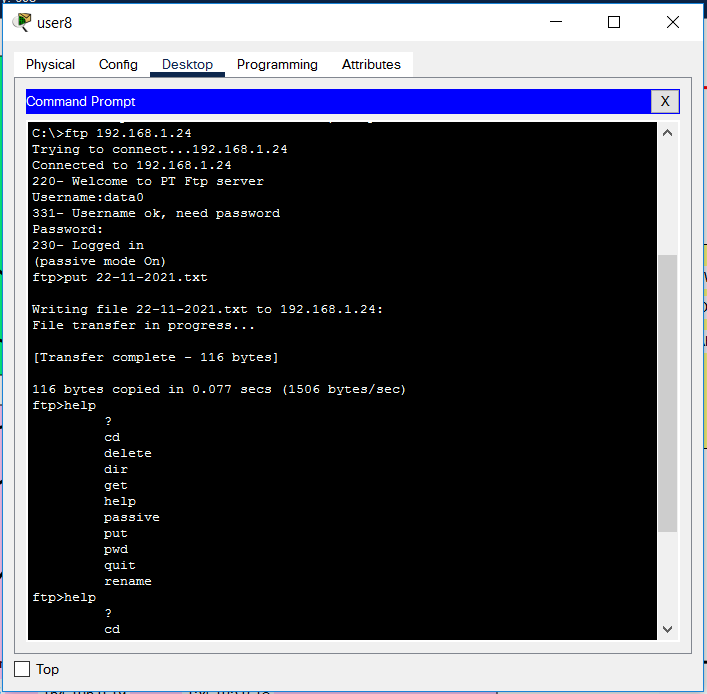 user8
Physical Config Desktop Programming Attributes
Command Prompt
X
C:\>ftp 192.168.1.24
Trying to connect...192.168.1.24
Connected to 192.168.1.24
220- Welcome to PT Ftp server
Username:data0
331- Username ok, need password
Password:
230- Logged in
(passive mode On)
ftp>put 22-11-2021.txt
Writing file 22-11-2021.txt to 192.168.1.24:
File transfer in progress...
[Transfer complete - 116 bytes]
116 bytes copied in 0.077 secs (1506 bytes/sec)
ftp>help
?
cd
delete
dir
get
help
passive
put
pwd
quit
rename
ftp>help
?
cd
Top